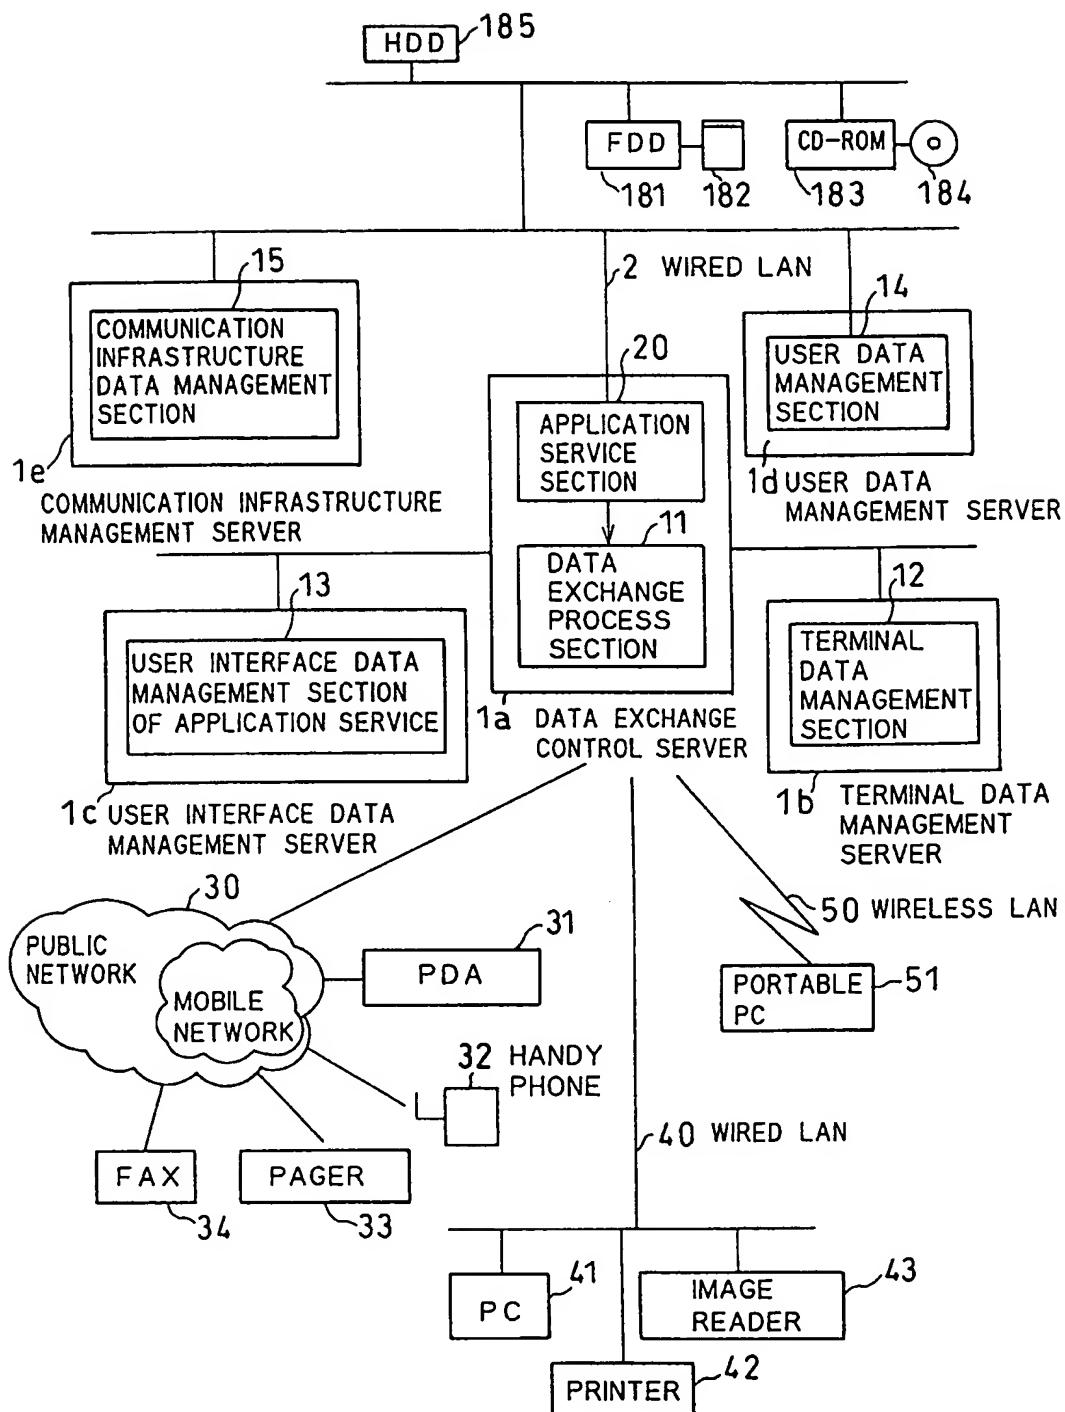 HDD 185
FDD
CD-ROM
181 182 183 184
2 WIRED LAN
15
COMMUNICATION
INFRASTRUCTURE
DATA MANAGEMENT
SECTION
1e
COMMUNICATION INFRASTRUCTURE
MANAGEMENT SERVER
14
USER DATA
MANAGEMENT
SECTION
1d USER DATA
MANAGEMENT SERVER
20
APPLICATION
SERVICE
SECTION
11
DATA
EXCHANGE
PROCESS
SECTION
1a DATA EXCHANGE
CONTROL SERVER
13
USER INTERFACE DATA
MANAGEMENT SECTION
OF APPLICATION SERVICE
1c USER INTERFACE DATA
MANAGEMENT SERVER
12
TERMINAL
DATA
MANAGEMENT
SECTION
1b TERMINAL DATA
MANAGEMENT
SERVER
30
PUBLIC
NETWORK
MOBILE
NETWORK
31
PDA
50 WIRELESS LAN
PORTABLE
PC
51
32 HANDY
PHONE
FAX
34
PAGER
33
40 WIRED LAN
PC
41
IMAGE
READER
43
PRINTER
42